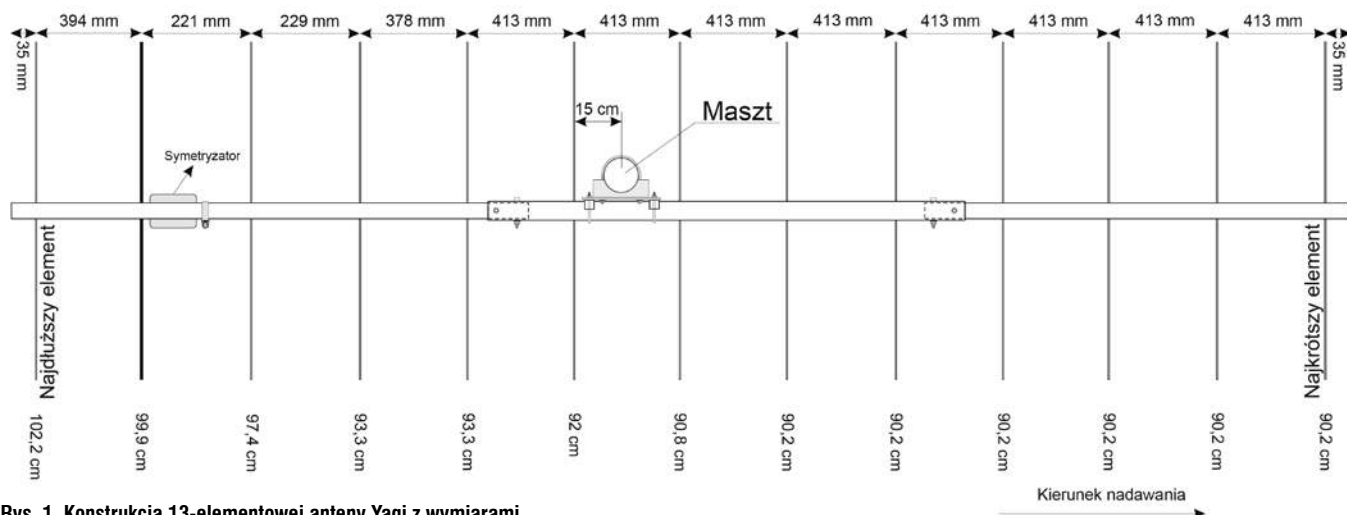 394 mm 221 mm 229 mm 378 mm 413 mm 413 mm 413 mm 413 mm 413 mm 413 mm 413 mm 413 mm
35 mm
35 mm
15 cm
Maszt
Symetryzator
Najdłuższy element
Najkrótszy element
102,2 cm
99,9 cm
97,4 cm
93,3 cm
93,3 cm
92 cm
90,8 cm
90,2 cm
90,2 cm
90,2 cm
90,2 cm
90,2 cm
90,2 cm
Kierunek nadawania
Rys. 1. Konstrukcja 13-elementowej anteny Yagi z wymiarami